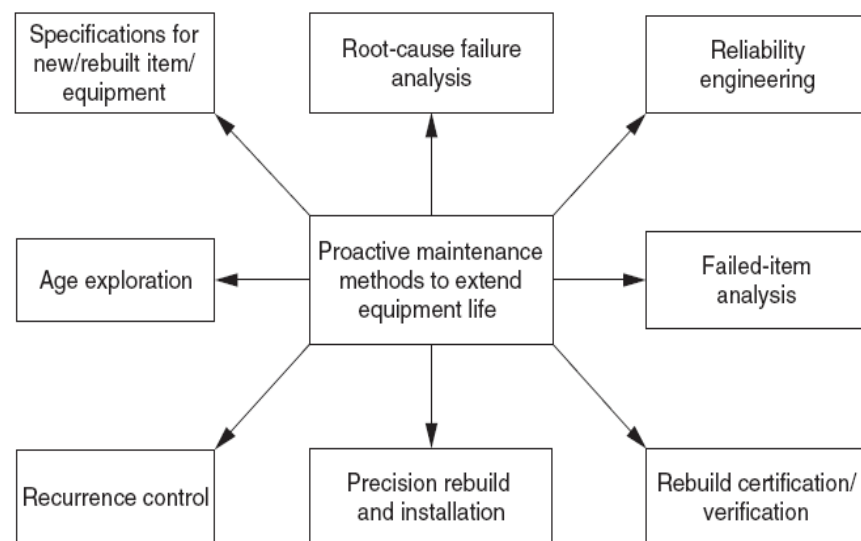 Specifications for
new/rebuilt item/
equipment
Root-cause failure
analysis
Reliability
engineering
Age exploration
Proactive maintenance
methods to extend
equipment life
Failed-item
analysis
Recurrence control
Precision rebuild
and installation
Rebuild certification/
verification